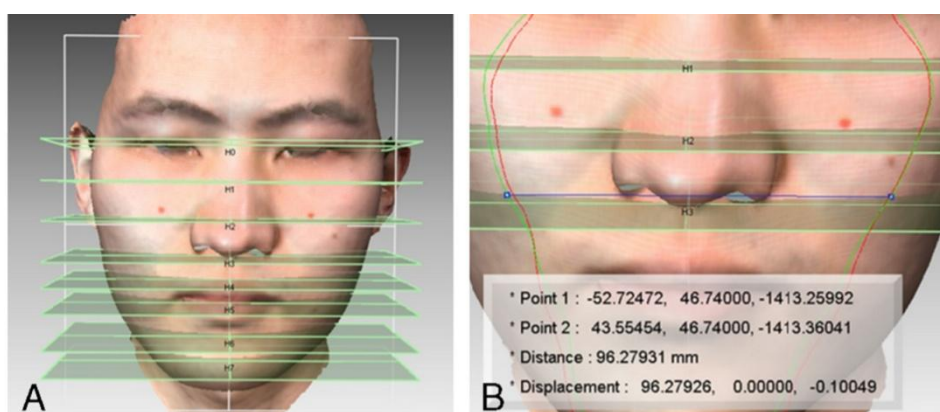 H0
H1
H2
H3
H4
H5
H6
H7
A
H1
H2
H3
* Point 1 : -52.72472, 46.74000, -1413.25992
* Point 2 : 43.55454, 46.74000, -1413.36041
* Distance : 96.27931 mm
* Displacement : 96.27926, 0.00000, -0.10049
B